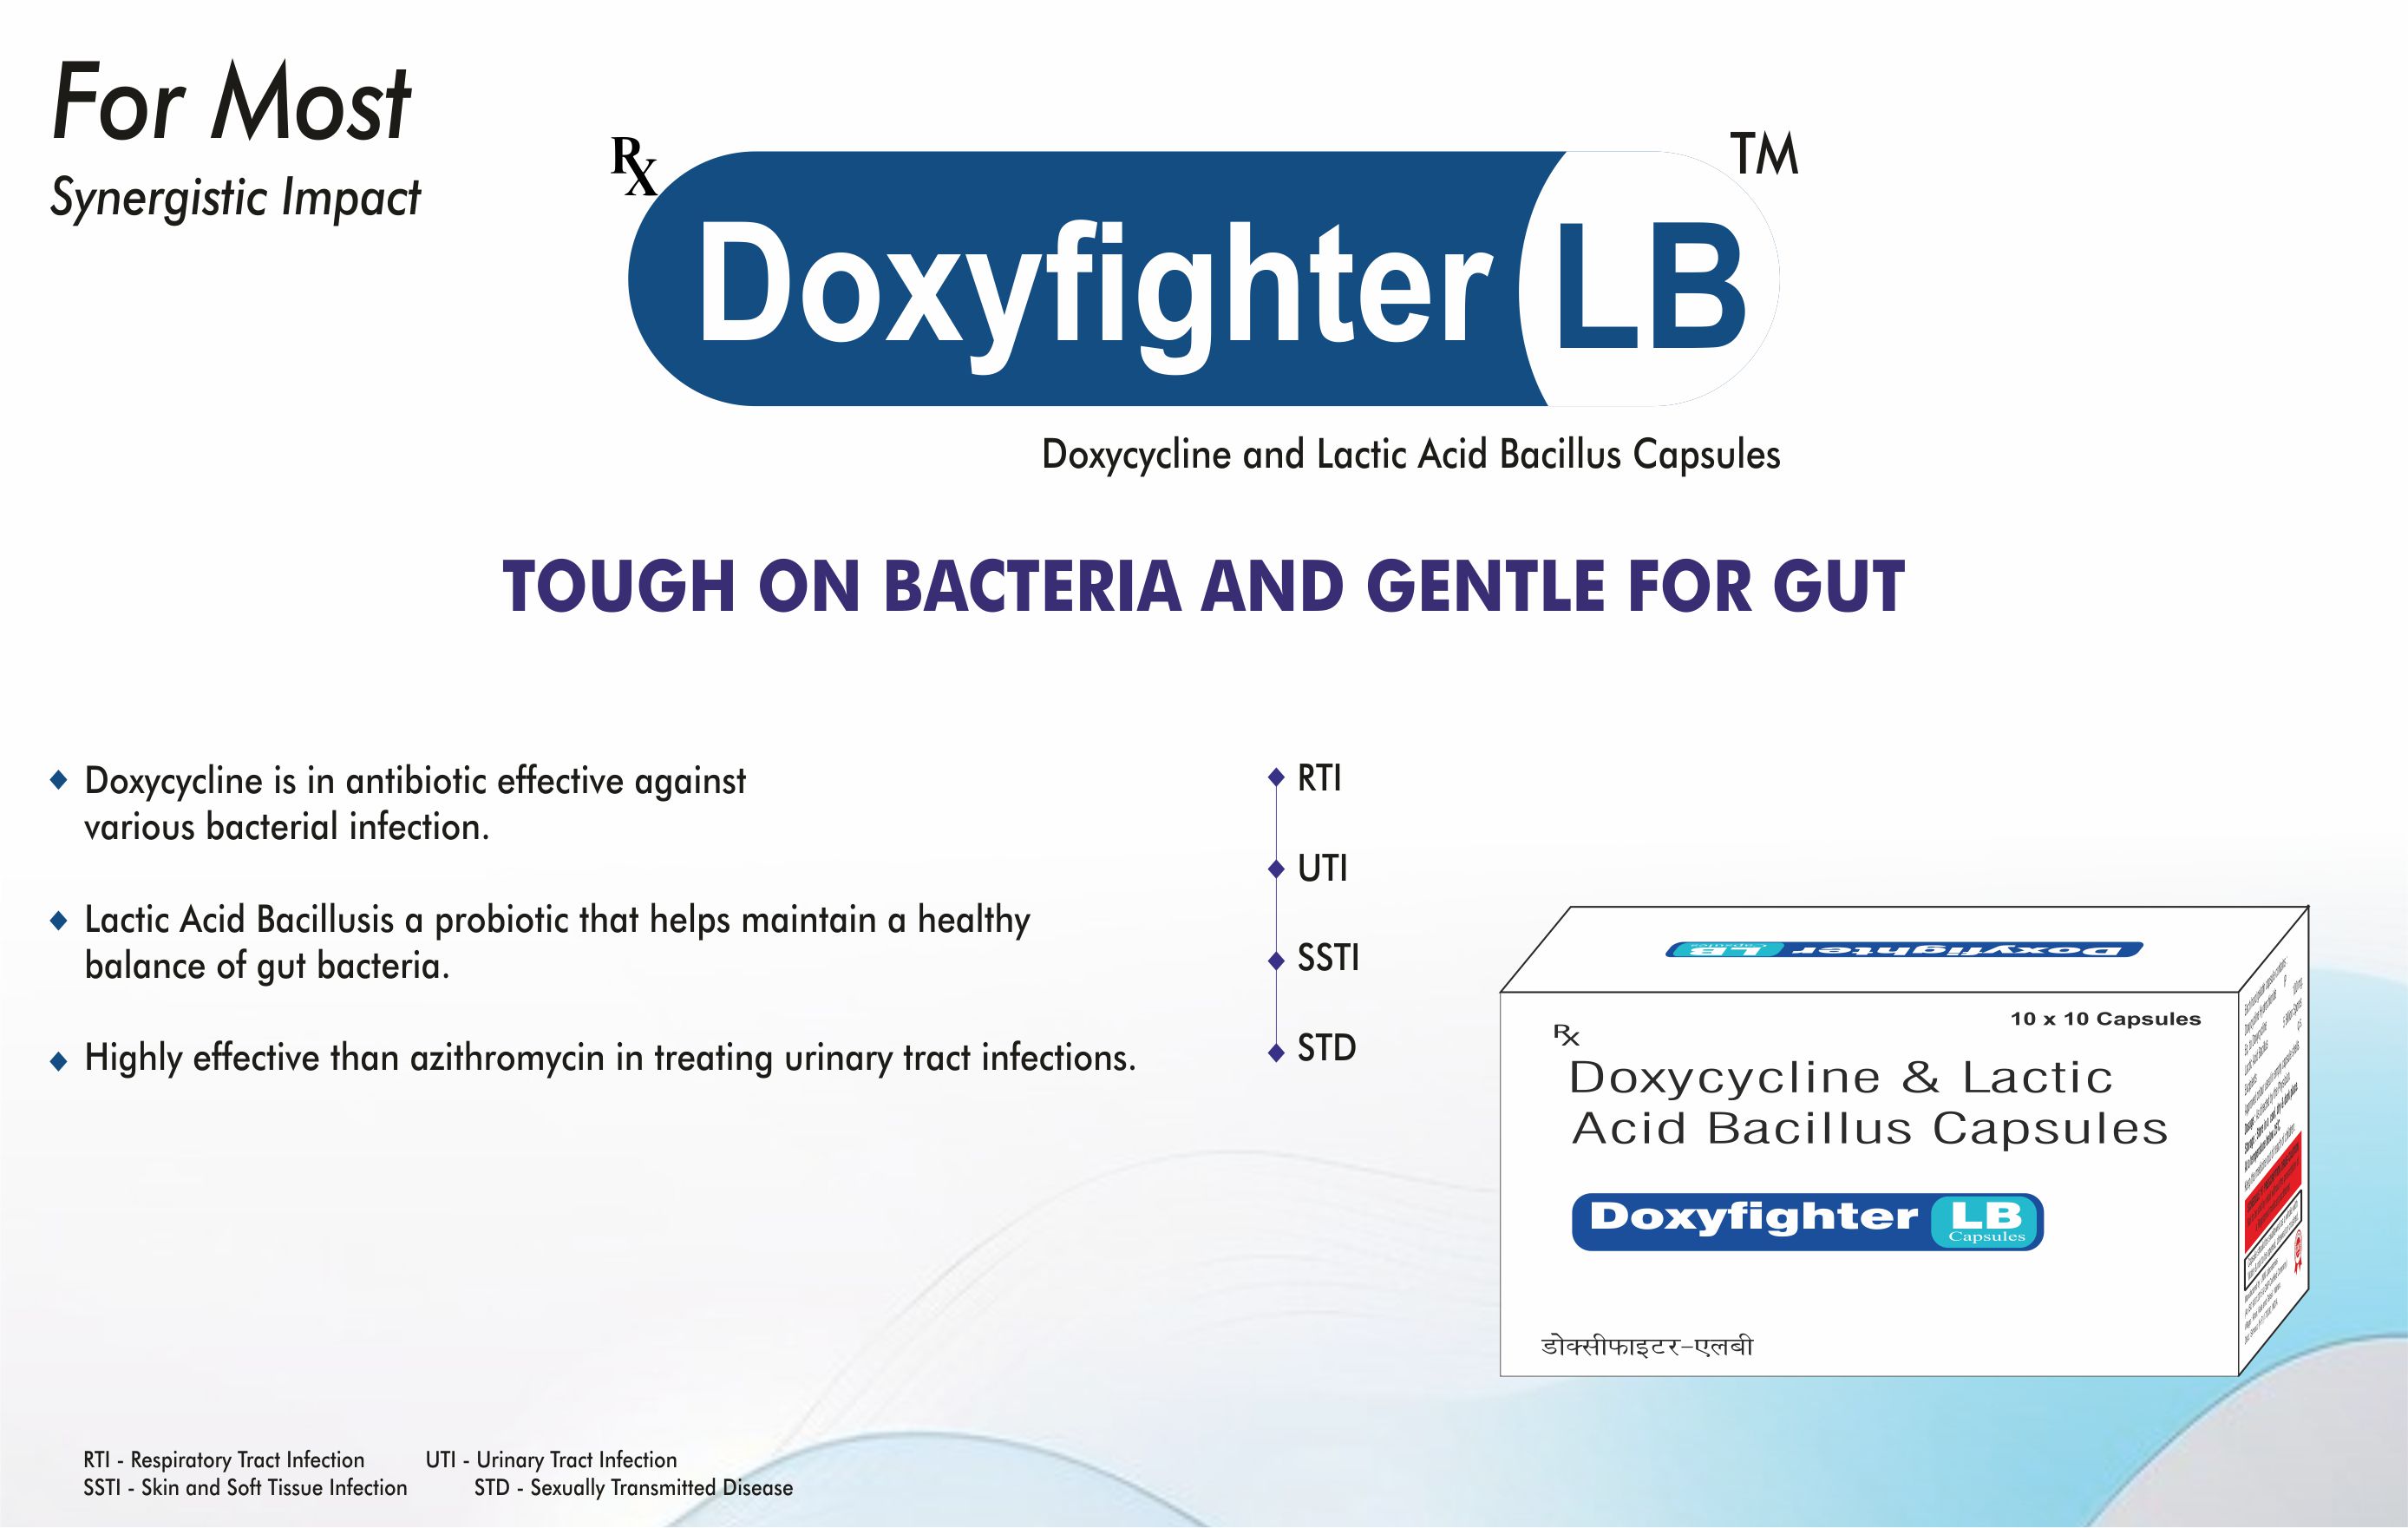 For Most
Synergistic Impact
Rx
Doxyfighter LB
TM
Doxycycline and Lactic Acid Bacillus Capsules
TOUGH ON BACTERIA AND GENTLE FOR GUT
Doxycycline is in antibiotic effective against
various bacterial infection.
Lactic Acid Bacillusis a probiotic that helps maintain a healthy
balance of gut bacteria.
Highly effective than azithromycin in treating urinary tract infections.
RTI
UTI
SSTI
STD
Doxyfighter LB
Capsules
10 x 10 Capsules
Rx
Doxycycline & Lactic
Acid Bacillus Capsules
Doxyfighter LB
Capsules
डोक्सीफाइटर-एलबी
RTI - Respiratory Tract Infection UTI - Urinary Tract Infection
SSTI - Skin and Soft Tissue Infection STD - Sexually Transmitted Disease